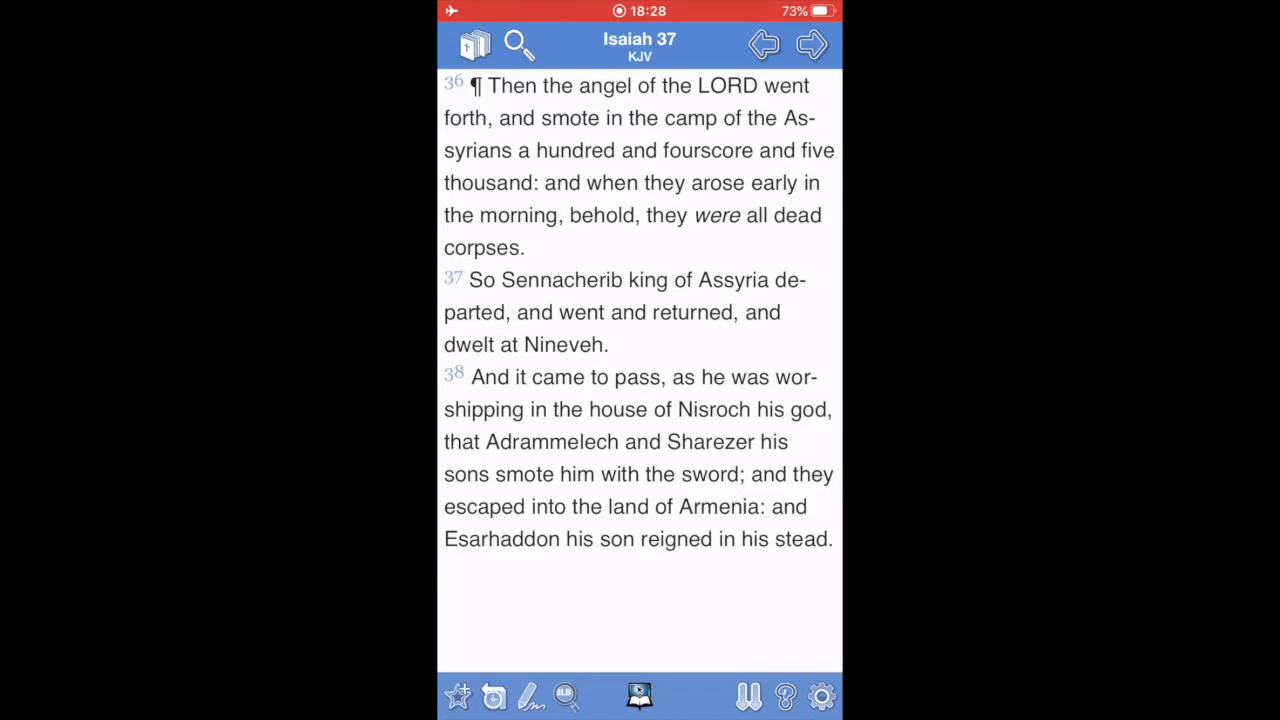 18:28
73%
Isaiah 37
KJV
36 ¶ Then the angel of the LORD went
forth, and smote in the camp of the As-
syrians a hundred and fourscore and five
thousand: and when they arose early in
the morning, behold, they were all dead
corpses.
37 So Sennacherib king of Assyria de-
parted, and went and returned, and
dwelt at Nineveh.
38 And it came to pass, as he was wor-
shipping in the house of Nisroch his god,
that Adrammelech and Sharezer his
sons smote him with the sword; and they
escaped into the land of Armenia: and
Esarhaddon his son reigned in his stead.
BLB